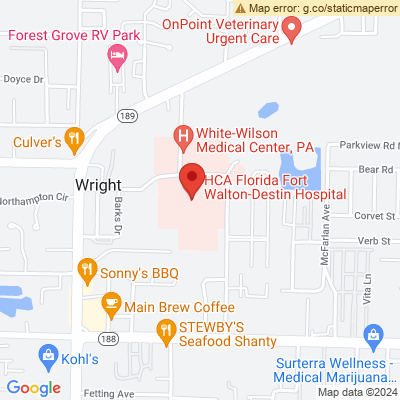 Map error: g.co/staticmaperror
OnPoint Veterinary
Urgent Care
Forest Grove RV Park
Doyce Dr
189
Culver's
White-Wilson
Medical Center, PA
Parkview Rd
Bear Rd
HCA Florida Fort
Walton-Destin Hospital
Wright
Northampton Cir
Barks Dr
McFarlan Ave
Corvet St
Verb St
Vita Ln
Sonny's BBQ
Main Brew Coffee
188
STEWBY'S
Seafood Shanty
Kohl's
Surterra Wellness -
Medical Marijuana...
Google
Fetting Ave
Map data ©2024